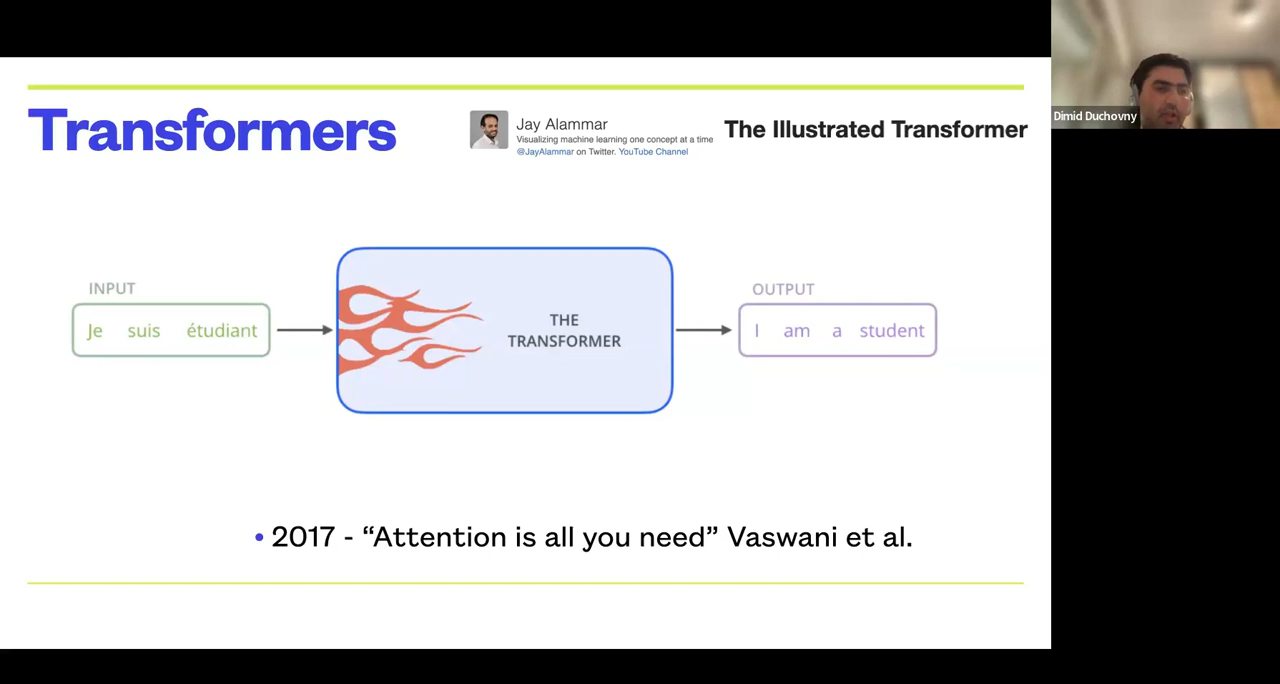 Transformers
Jay Alammar
Visualizing machine learning one concept at a time
@JayAlammar on Twitter. YouTube Channel
The Illustrated Transformer
Dimid Duchovny
INPUT
Je suis étudiant
THE
TRANSFORMER
OUTPUT
I am a student
• 2017 - “Attention is all you need” Vaswani et al.